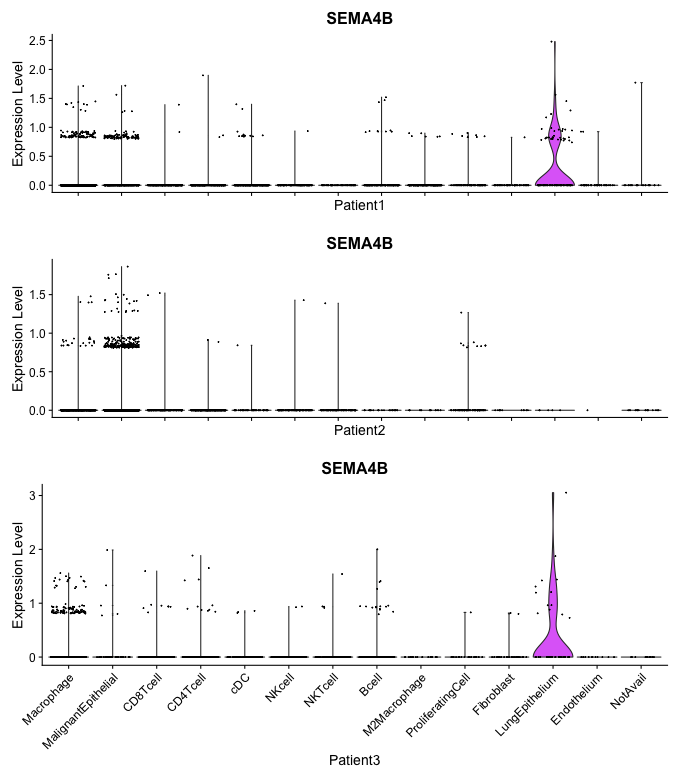 SEMA4B
Expression Level
2.5
2.0
1.5
1.0
0.5
0.0
Patient1
SEMA4B
Expression Level
1.5
1.0
0.5
0.0
Patient2
SEMA4B
Expression Level
3
2
1
0
Macrophage
MalignantEpithelial
CD8Tcell
CD4Tcell
cDC
NKcell
NKTcell
Bcell
M2Macrophage
ProliferatingCell
Fibroblast
LungEpithelium
Endothelium
NotAvail
Patient3